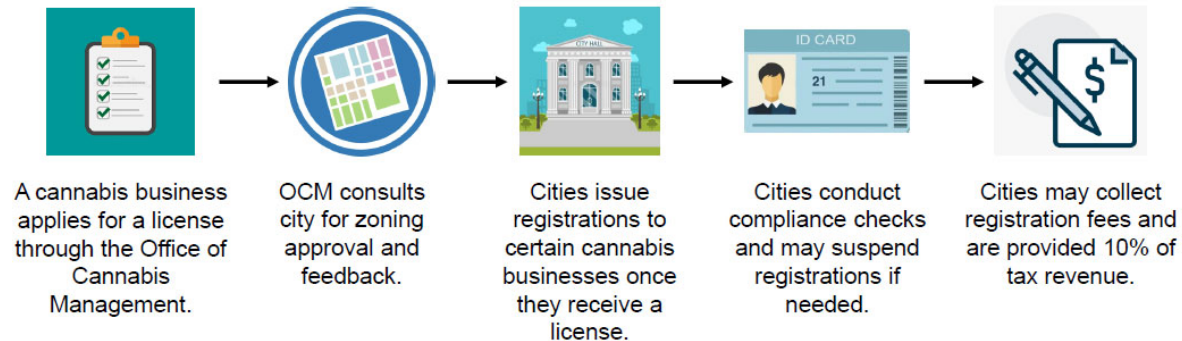 CITY HALL
ID CARD
21
$
A cannabis business
applies for a license
through the Office of
Cannabis
Management.
OCM consults
city for zoning
approval and
feedback.
Cities issue
registrations to
certain cannabis
businesses once
they receive a
license.
Cities conduct
compliance checks
and may suspend
registrations if
needed.
Cities may collect
registration fees and
are provided 10% of
tax revenue.